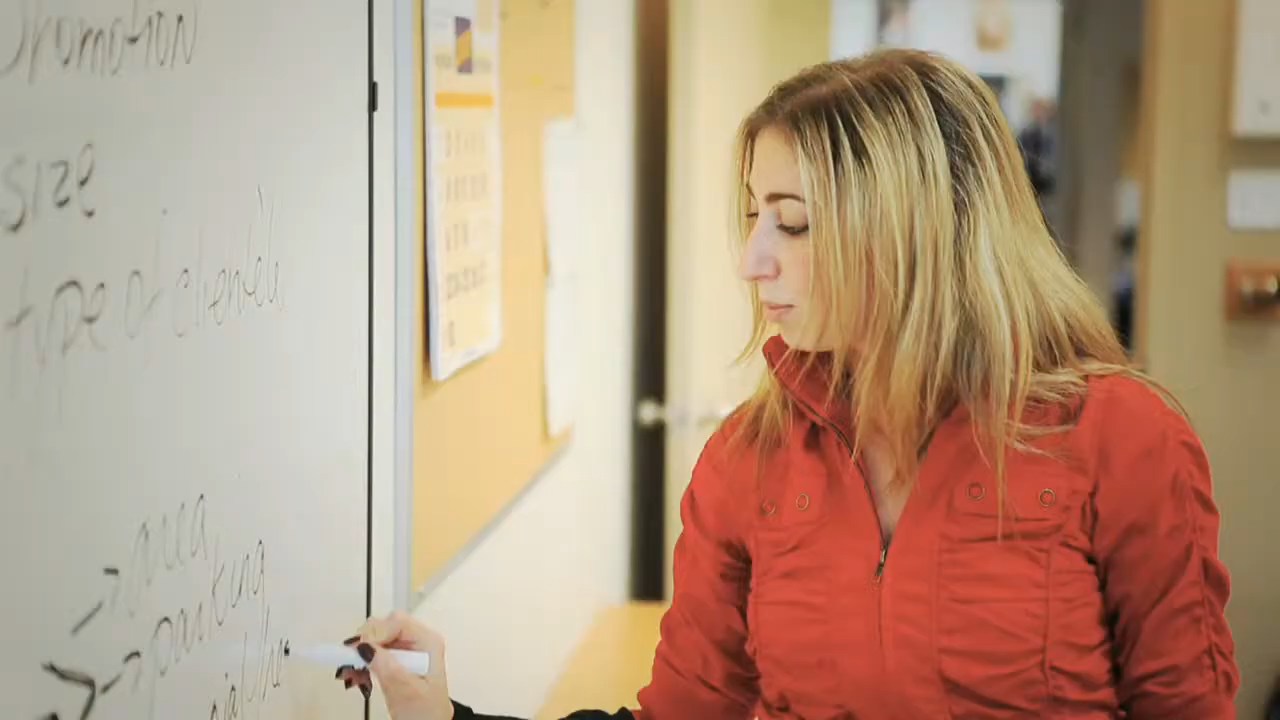 Promotion
size
type of clientele
→ area
→ parking